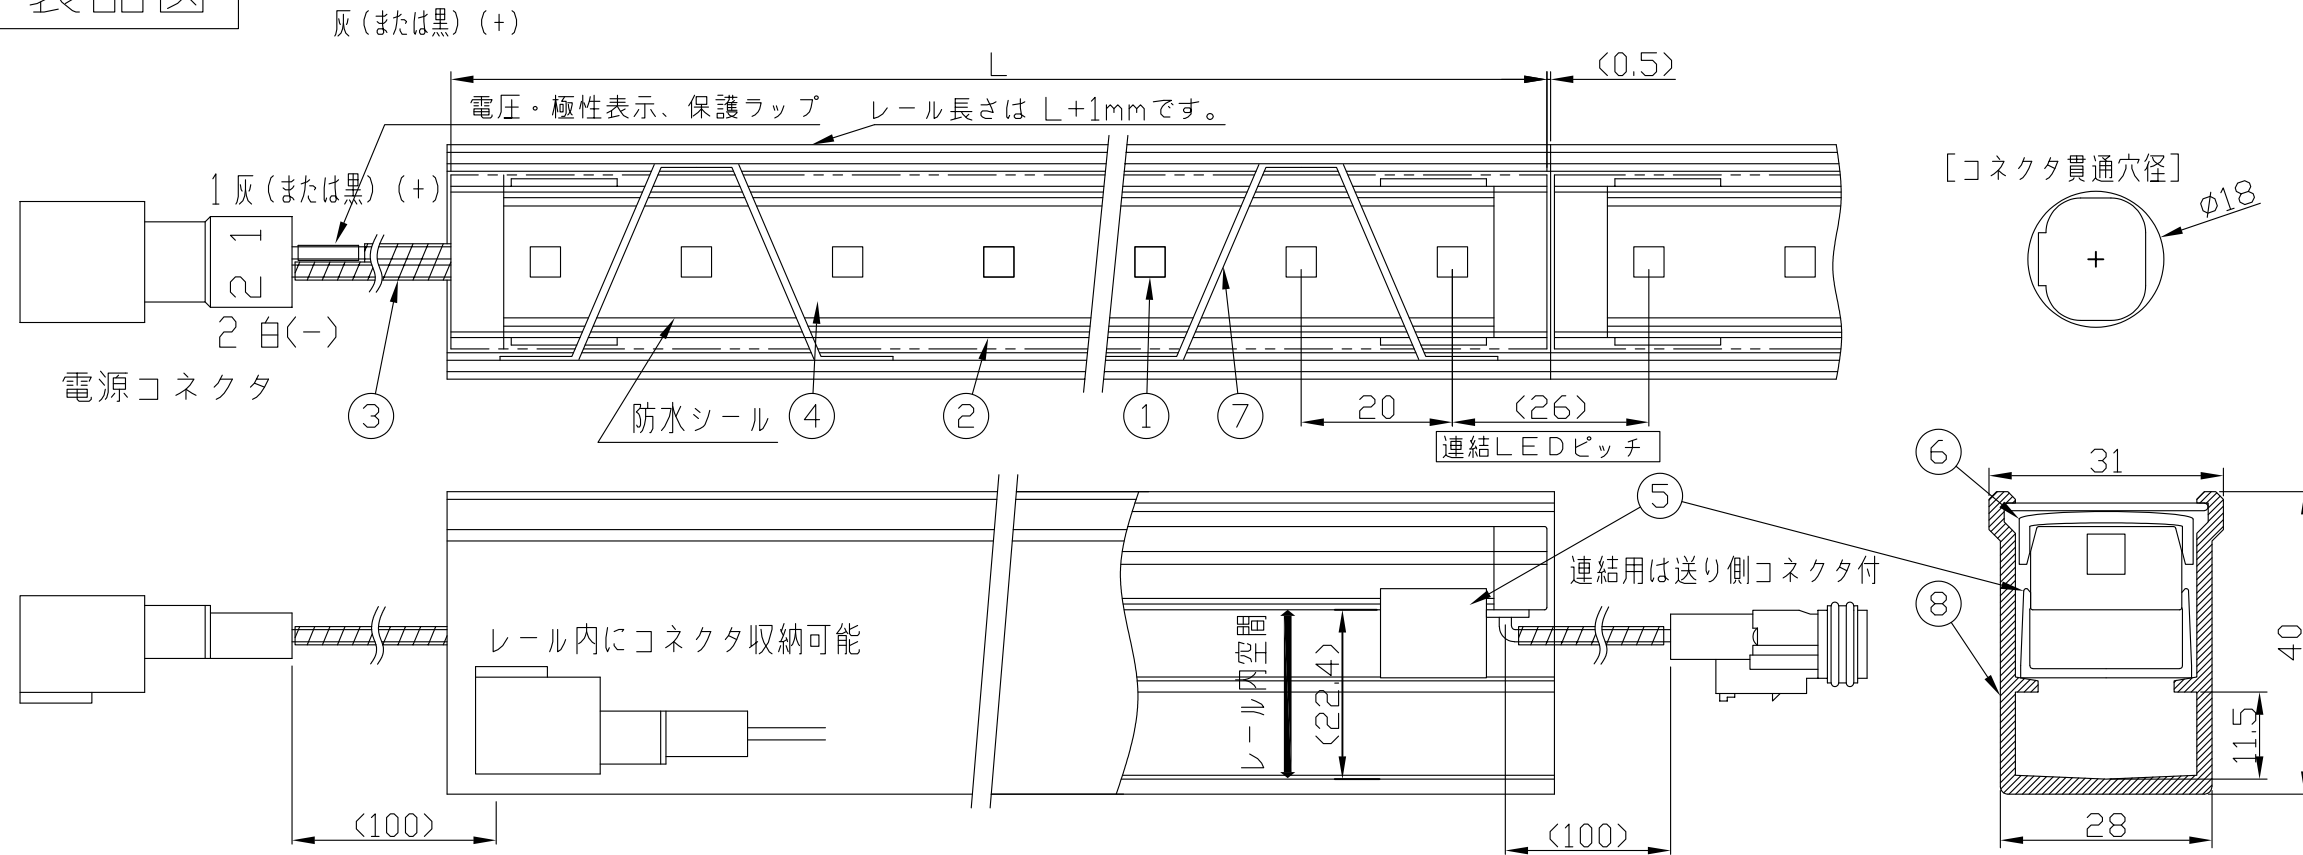 製品図
灰(または黒) (+)
L
(0.5)
電圧・極性表示、保護ラップ
レール長さは L+1mmです。
[コネクタ貫通穴径]
φ18
1 灰(または黒) (+)
1
2
2 白(-)
電源コネクタ
③
防水シール
④
②
①
⑦
20
(26)
連結LEDピッチ
⑥
31
⑤
連結用は送り側コネクタ付
⑧
レール内にコネクタ収納可能
レール内空間
(22.4)
40
11.5
(100)
(100)
28